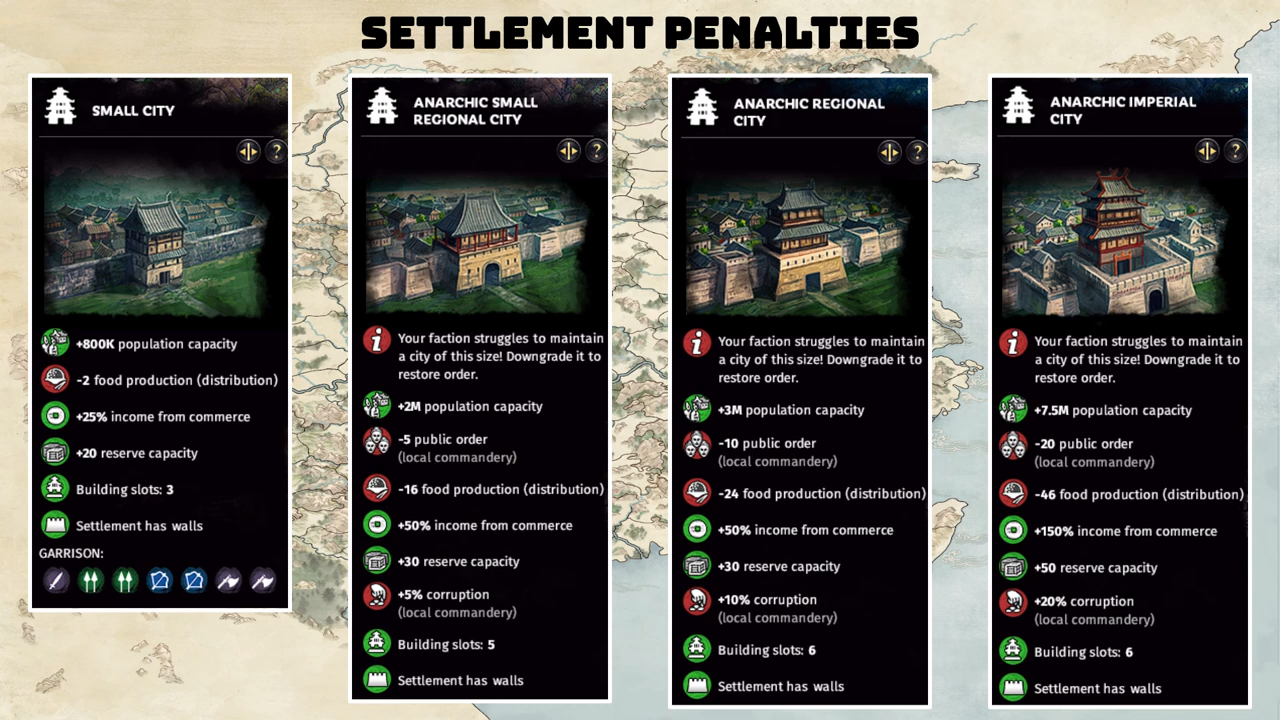 SETTLEMENT PENALTIES
SMALL CITY
?
+800K population capacity
-2 food production (distribution)
+25% income from commerce
+20 reserve capacity
Building slots: 3
Settlement has walls
GARRISON:
ANARCHIC SMALL
REGIONAL CITY
?
i
Your faction struggles to maintain
a city of this size! Downgrade it to
restore order.
+2M population capacity
-5 public order
(local commandery)
-16 food production (distribution)
+50% income from commerce
+30 reserve capacity
+5% corruption
(local commandery)
Building slots: 5
Settlement has walls
ANARCHIC REGIONAL
CITY
?
i
Your faction struggles to maintain
a city of this size! Downgrade it to
restore order.
+3M population capacity
-10 public order
(local commandery)
-24 food production (distribution)
+50% income from commerce
+30 reserve capacity
+10% corruption
(local commandery)
Building slots: 6
Settlement has walls
ANARCHIC IMPERIAL
CITY
?
i
Your faction struggles to maintain
a city of this size! Downgrade it to
restore order.
+7.5M population capacity
-20 public order
(local commandery)
-46 food production (distribution)
+150% income from commerce
+50 reserve capacity
+20% corruption
(local commandery)
Building slots: 6
Settlement has walls